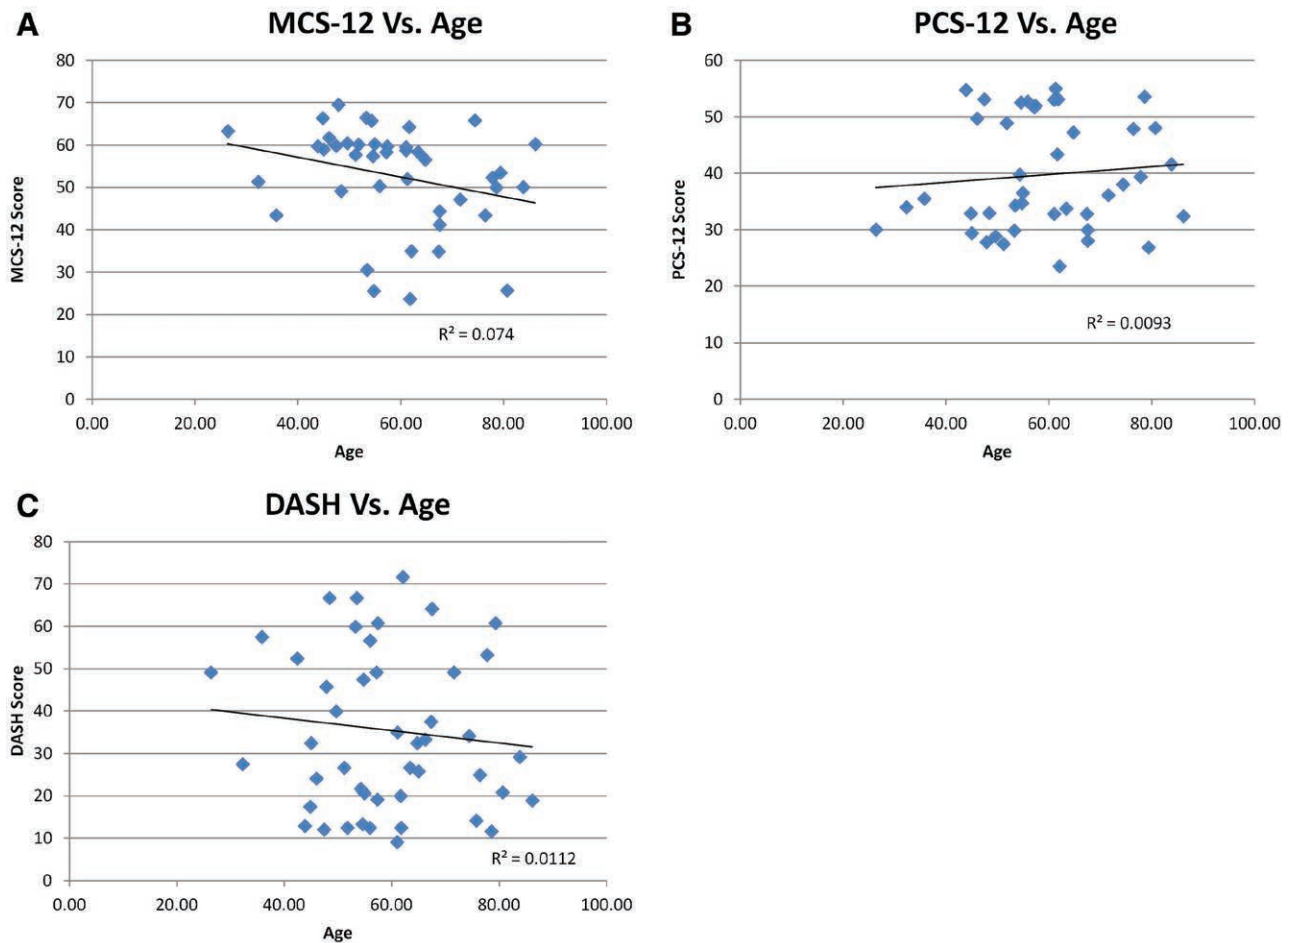 A
MCS-12 Vs. Age
80
70
60
50
40
30
20
10
0
MCS-12 Score
0.00 20.00 40.00 60.00 80.00 100.00
Age
R² = 0.074
B
PCS-12 Vs. Age
60
50
40
30
20
10
0
PCS-12 Score
0.00 20.00 40.00 60.00 80.00 100.00
Age
R² = 0.0093
C
DASH Vs. Age
80
70
60
50
40
30
20
10
0
DASH Score
0.00 20.00 40.00 60.00 80.00 100.00
Age
R² = 0.0112